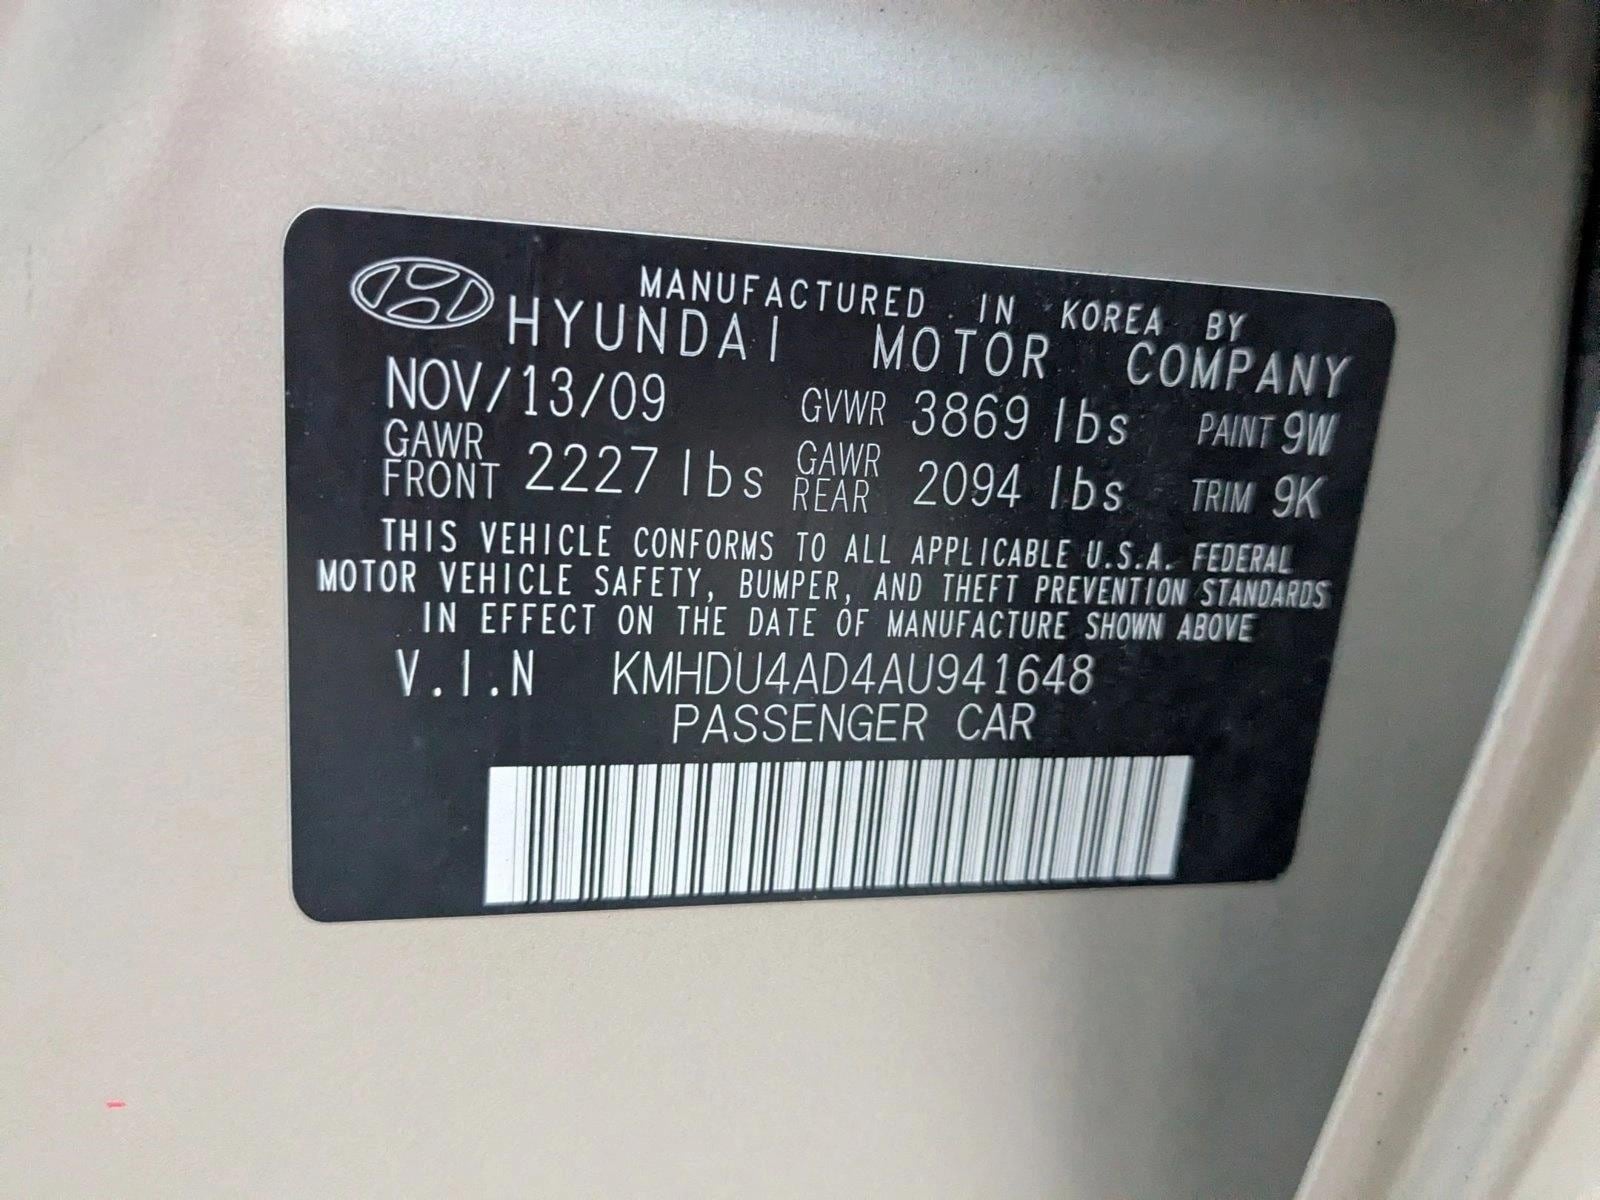 MANUFACTURED IN KOREA BY
HYUNDAI MOTOR COMPANY
NOV/13/09 GVWR 3869 lbs PAINT 9W
GAWR FRONT 2227 lbs GAWR REAR 2094 lbs TRIM 9K
THIS VEHICLE CONFORMS TO ALL APPLICABLE U.S.A. FEDERAL
MOTOR VEHICLE SAFETY, BUMPER, AND THEFT PREVENTION STANDARDS
IN EFFECT ON THE DATE OF MANUFACTURE SHOWN ABOVE
V.I.N KMHDU4AD4AU941648
PASSENGER CAR